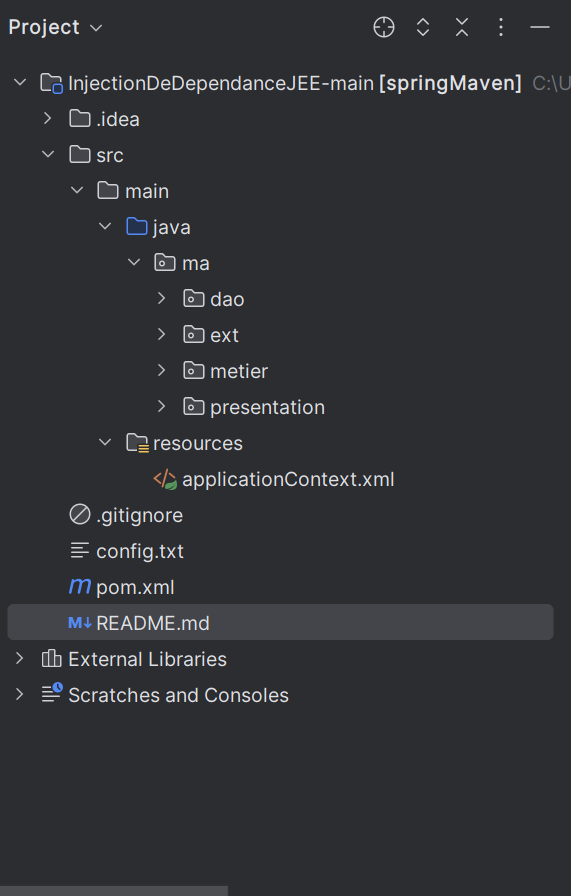 Project
InjectionDeDependanceJEE-main [springMaven] C:\U
.idea
src
main
java
ma
dao
ext
metier
presentation
resources
applicationContext.xml
.gitignore
config.txt
pom.xml
README.md
External Libraries
Scratches and Consoles